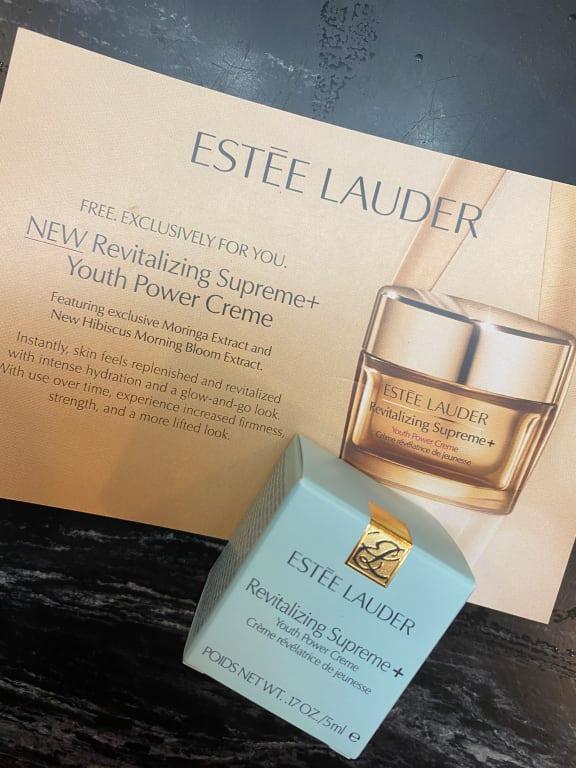 ESTĒE LAUDER
FREE. EXCLUSIVELY FOR YOU.
NEW Revitalizing Supreme+
Youth Power Creme
Featuring exclusive Moringa Extract and
New Hibiscus Morning Bloom Extract.
Instantly, skin feels replenished and revitalized
with intense hydration and a glow-and-go look.
With use over time, experience increased firmness,
strength, and a more lifted look.
ESTĒE LAUDER
Revitalizing Supreme+
Youth Power Creme
Crème révélatrice de jeunesse
EL
ESTĒE LAUDER
Revitalizing Supreme+
Youth Power Creme
Crème révélatrice de jeunesse
POIDS NET WT. .17 OZ./5ml ℮